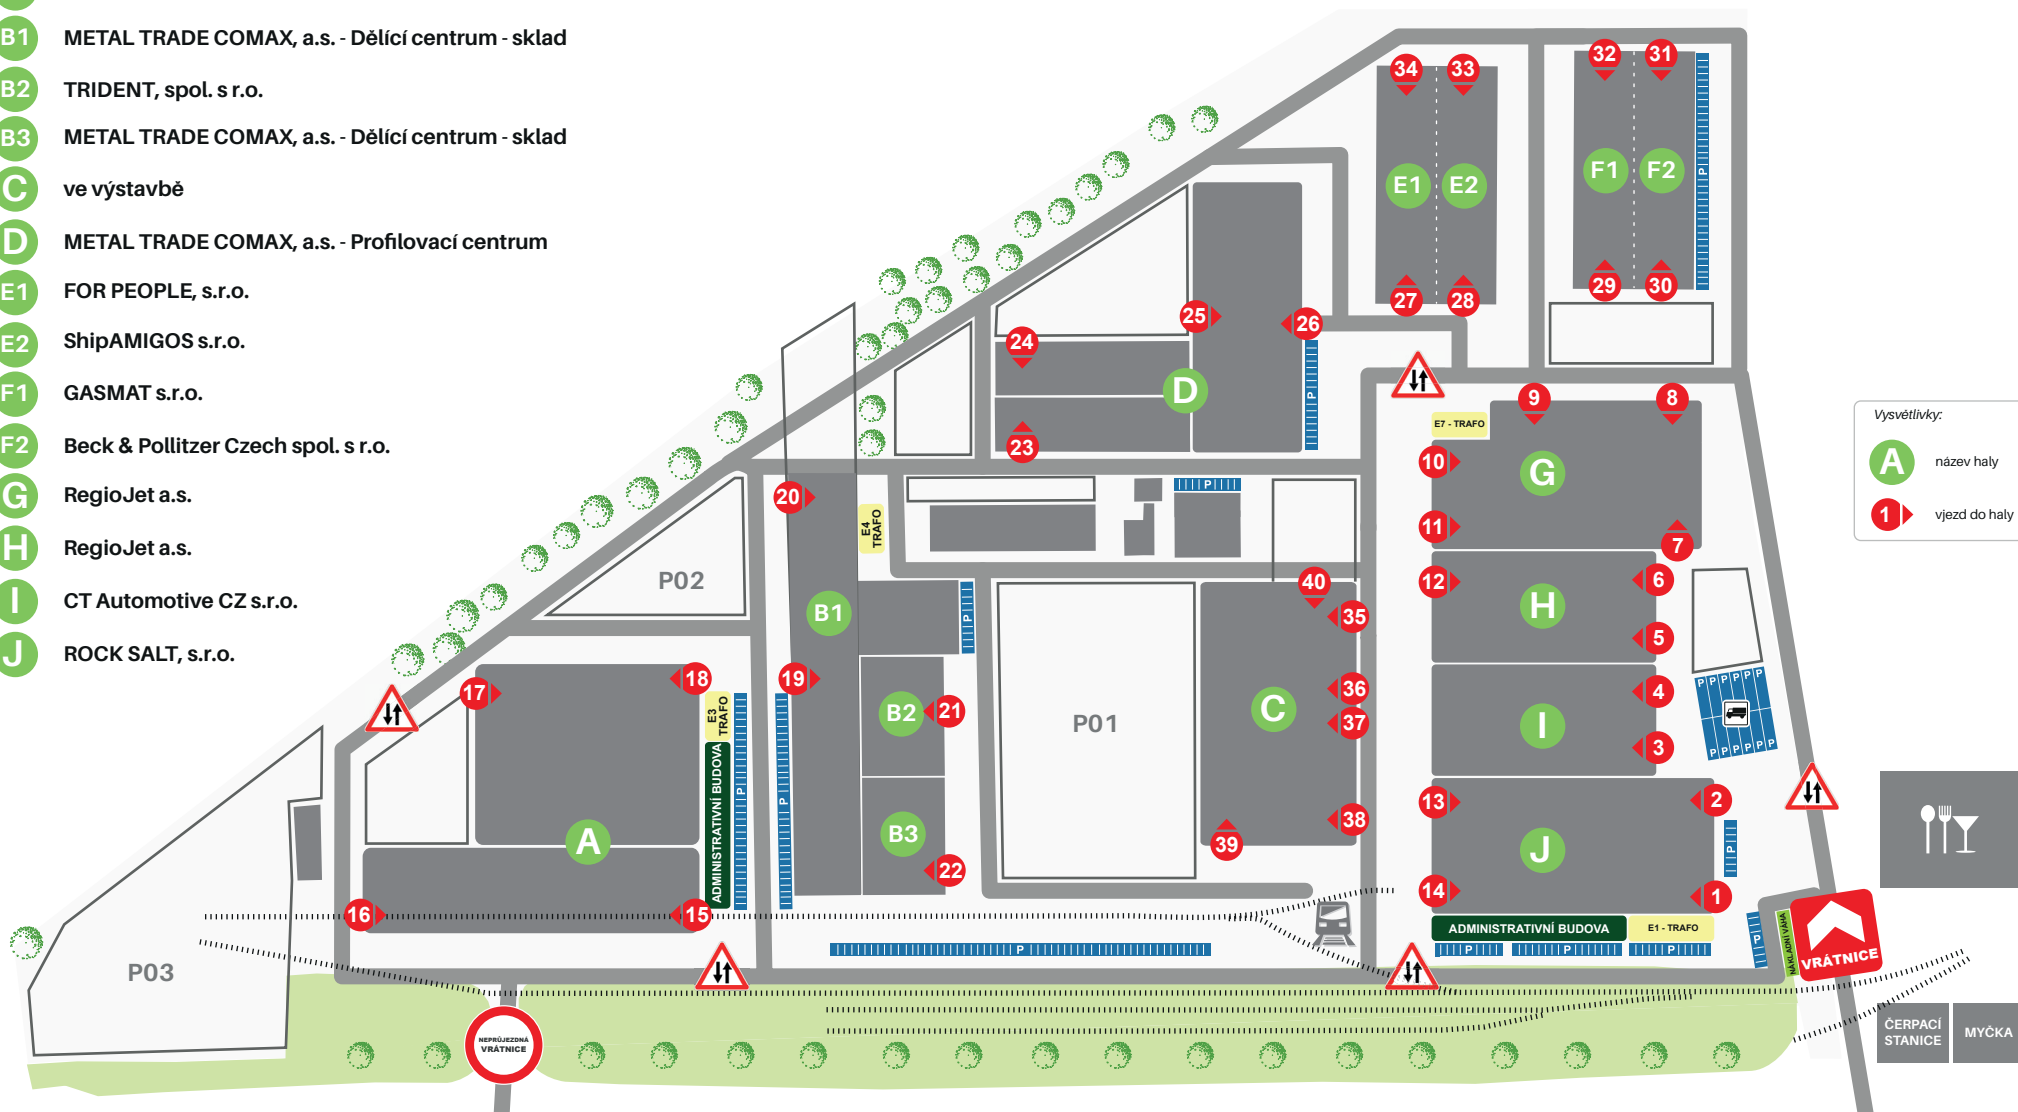 B1 METAL TRADE COMAX, a.s. - Dělící centrum - sklad
B2 TRIDENT, spol. s r.o.
B3 METAL TRADE COMAX, a.s. - Dělící centrum - sklad
C ve výstavbě
D METAL TRADE COMAX, a.s. - Profilovací centrum
E1 FOR PEOPLE, s.r.o.
E2 ShipAMIGOS s.r.o.
F1 GASMAT s.r.o.
F2 Beck & Pollitzer Czech spol. s r.o.
G RegioJet a.s.
H RegioJet a.s.
I CT Automotive CZ s.r.o.
J ROCK SALT, s.r.o.
34 33
32 31
E1 E2
F1 F2
P
27 28
29 30
25 26
24
23
D
P
9 8
E7 - TRAFO
10
G
11
7
Vysvětlivky:
A název haly
1 vjezd do haly
20
E4
TRAFO
P
P02
B1
P
40
35
12
H
6
5
17
18
19
E3
TRAFO
B2
21
P01
C
36
37
I
4
3
P P P P P P
P P P P P P
A
ADMINISTRATIVNÍ BUDOVA
P
P
B3
22
39
38
13
J
2
P
14
1
16
15
P
P03
ADMINISTRATIVNÍ BUDOVA
E1 - TRAFO
P P P
P
NÁKLADNÍ VÁHA
VRÁTNICE
NEPRŮJEZDNÁ
VRÁTNICE
ČERPACÍ
STANICE
MYČKA